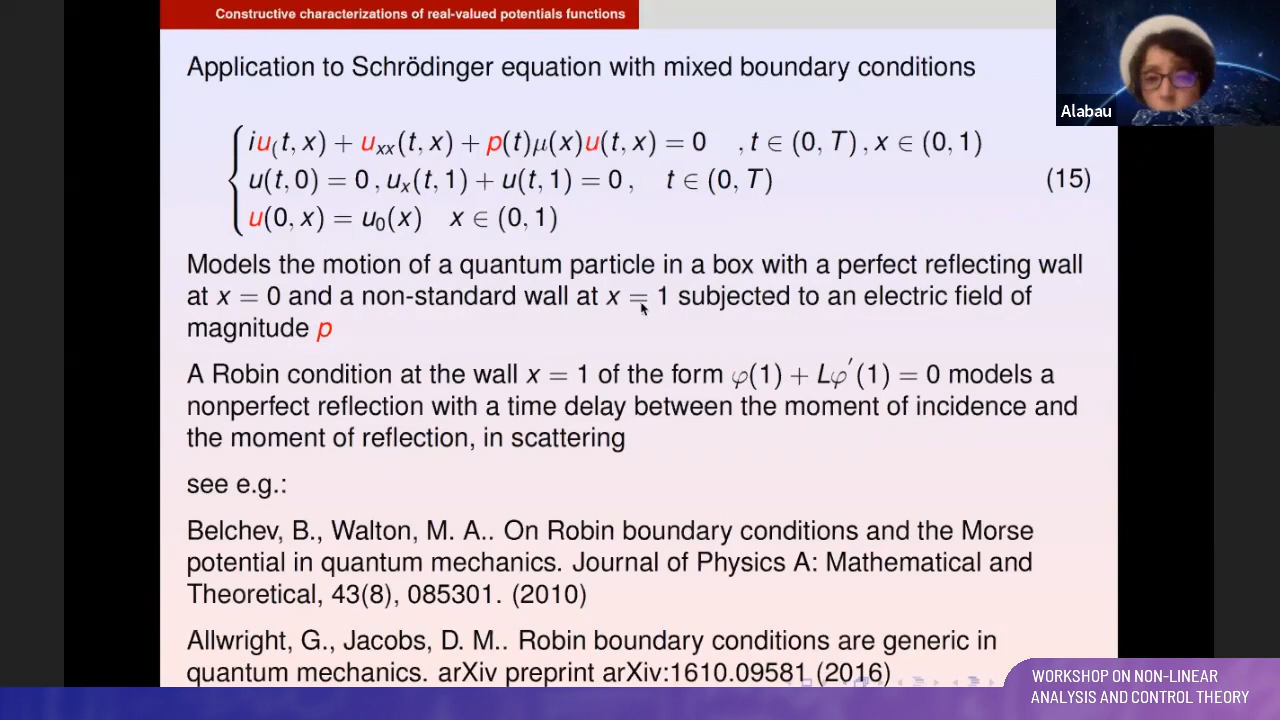 Constructive characterizations of real-valued potentials functions
Alabau
Application to Schrödinger equation with mixed boundary conditions
iu₍(t, x) + uₓₓ(t, x) + p(t)μ(x)u(t, x) = 0 , t ∈ (0, T) , x ∈ (0, 1)
u(t, 0) = 0 , uₓ(t, 1) + u(t, 1) = 0 , t ∈ (0, T)
(15)
u(0, x) = u₀(x) x ∈ (0, 1)
Models the motion of a quantum particle in a box with a perfect reflecting wall
at x = 0 and a non-standard wall at x = 1 subjected to an electric field of
magnitude p
A Robin condition at the wall x = 1 of the form φ(1) + Lφ′(1) = 0 models a
nonperfect reflection with a time delay between the moment of incidence and
the moment of reflection, in scattering
see e.g.:
Belchev, B., Walton, M. A.. On Robin boundary conditions and the Morse
potential in quantum mechanics. Journal of Physics A: Mathematical and
Theoretical, 43(8), 085301. (2010)
Allwright, G., Jacobs, D. M.. Robin boundary conditions are generic in
quantum mechanics. arXiv preprint arXiv:1610.09581 (2016)
WORKSHOP ON NON-LINEAR
ANALYSIS AND CONTROL THEORY